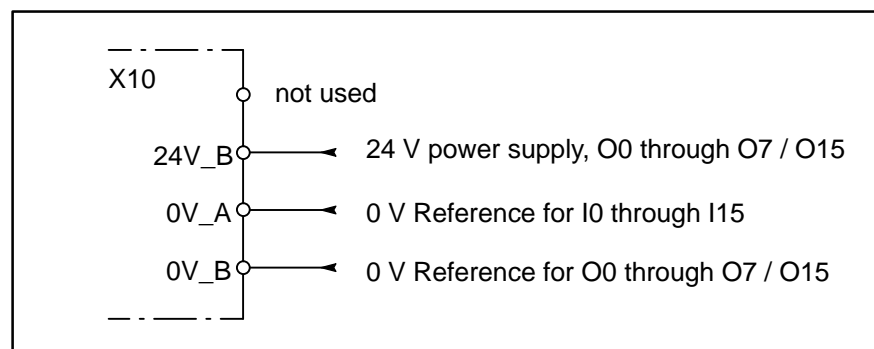 X10
not used
24V_B 24 V power supply, O0 through O7 / O15
0V_A 0 V Reference for I0 through I15
0V_B 0 V Reference for O0 through O7 / O15